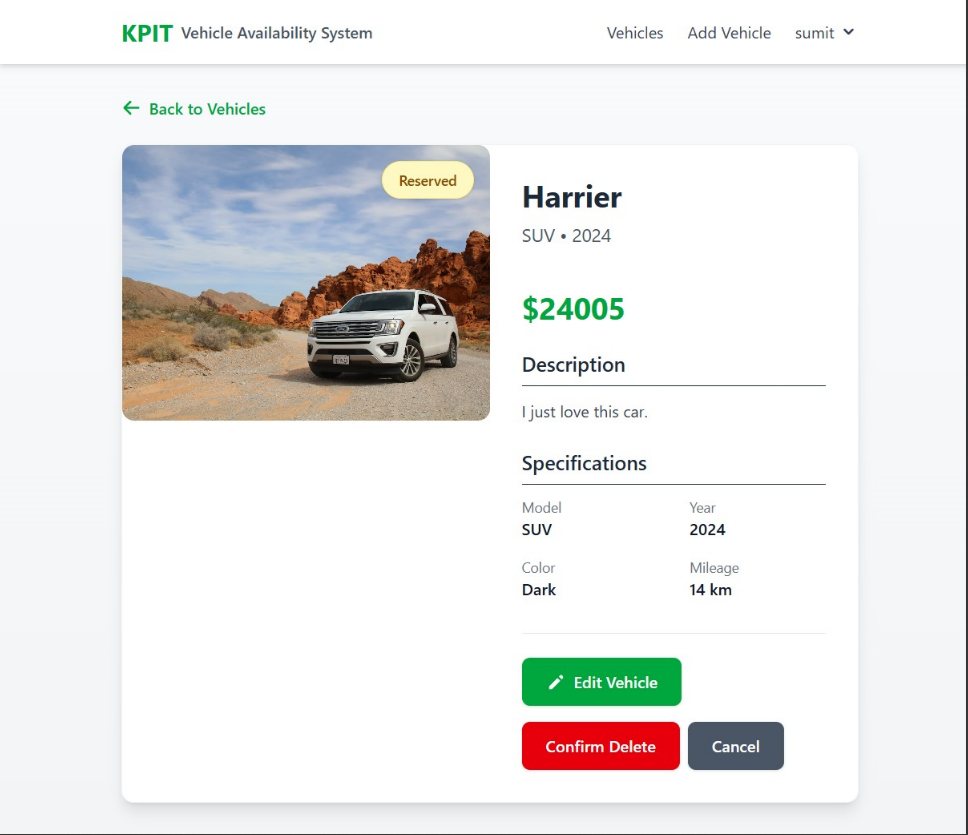 KPIT Vehicle Availability System Vehicles Add Vehicle sumit
Back to Vehicles
Reserved
Harrier
SUV • 2024
$24005
Description
I just love this car.
Specifications
Model Year
SUV 2024
Color Mileage
Dark 14 km
Edit Vehicle
Confirm Delete Cancel